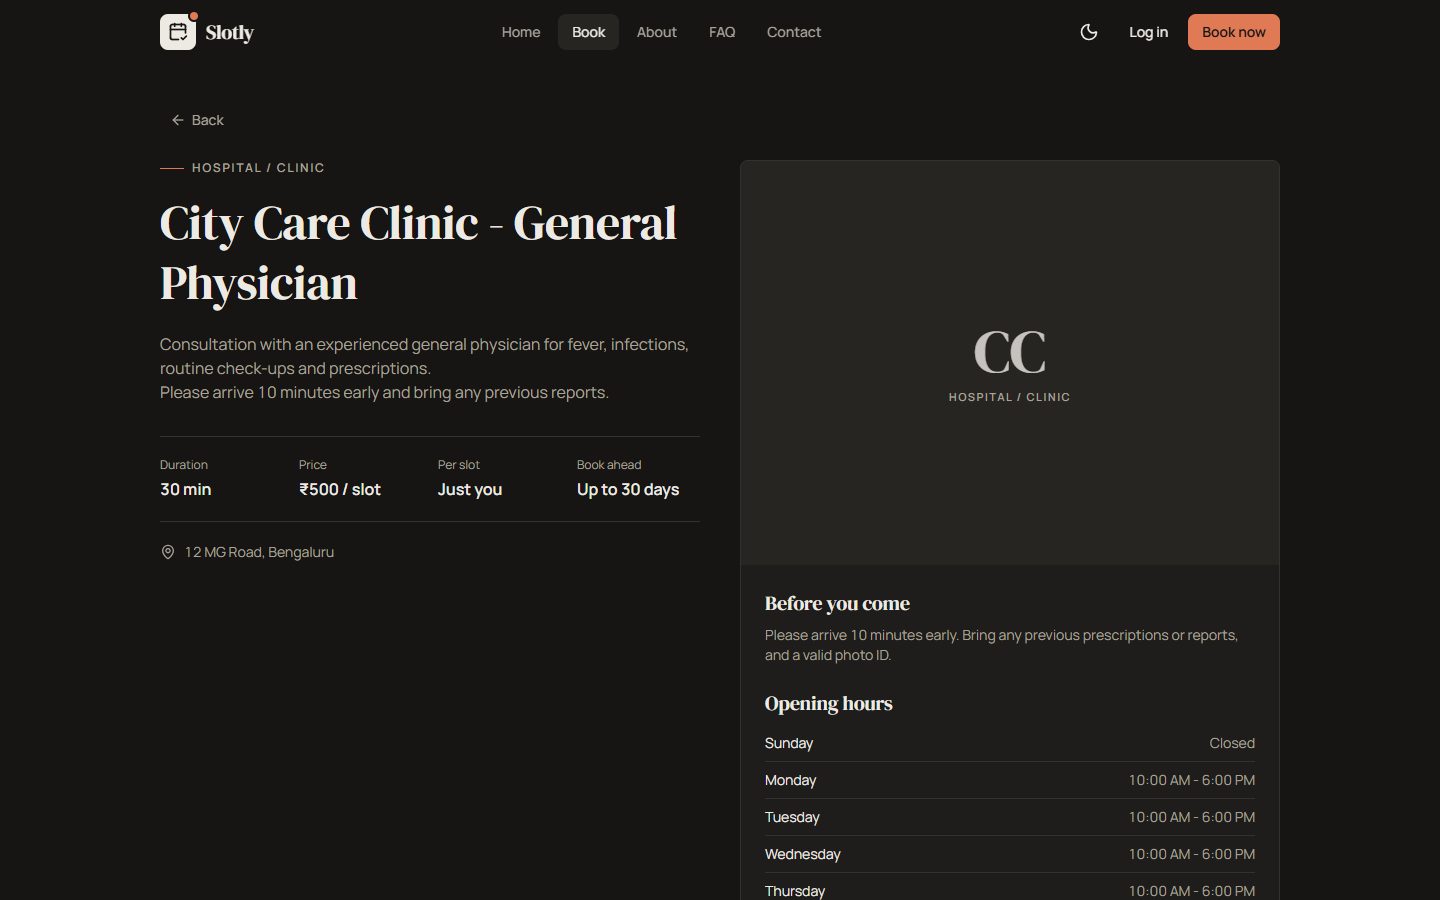 Slotly
Home
Book
About
FAQ
Contact
Log in
Book now
Back
HOSPITAL / CLINIC
City Care Clinic - General
Physician
Consultation with an experienced general physician for fever, infections,
routine check-ups and prescriptions.
Please arrive 10 minutes early and bring any previous reports.
Duration
30 min
Price
₹500 / slot
Per slot
Just you
Book ahead
Up to 30 days
12 MG Road, Bengaluru
CC
HOSPITAL / CLINIC
Before you come
Please arrive 10 minutes early. Bring any previous prescriptions or reports,
and a valid photo ID.
Opening hours
Sunday Closed
Monday 10:00 AM - 6:00 PM
Tuesday 10:00 AM - 6:00 PM
Wednesday 10:00 AM - 6:00 PM
Thursday 10:00 AM - 6:00 PM